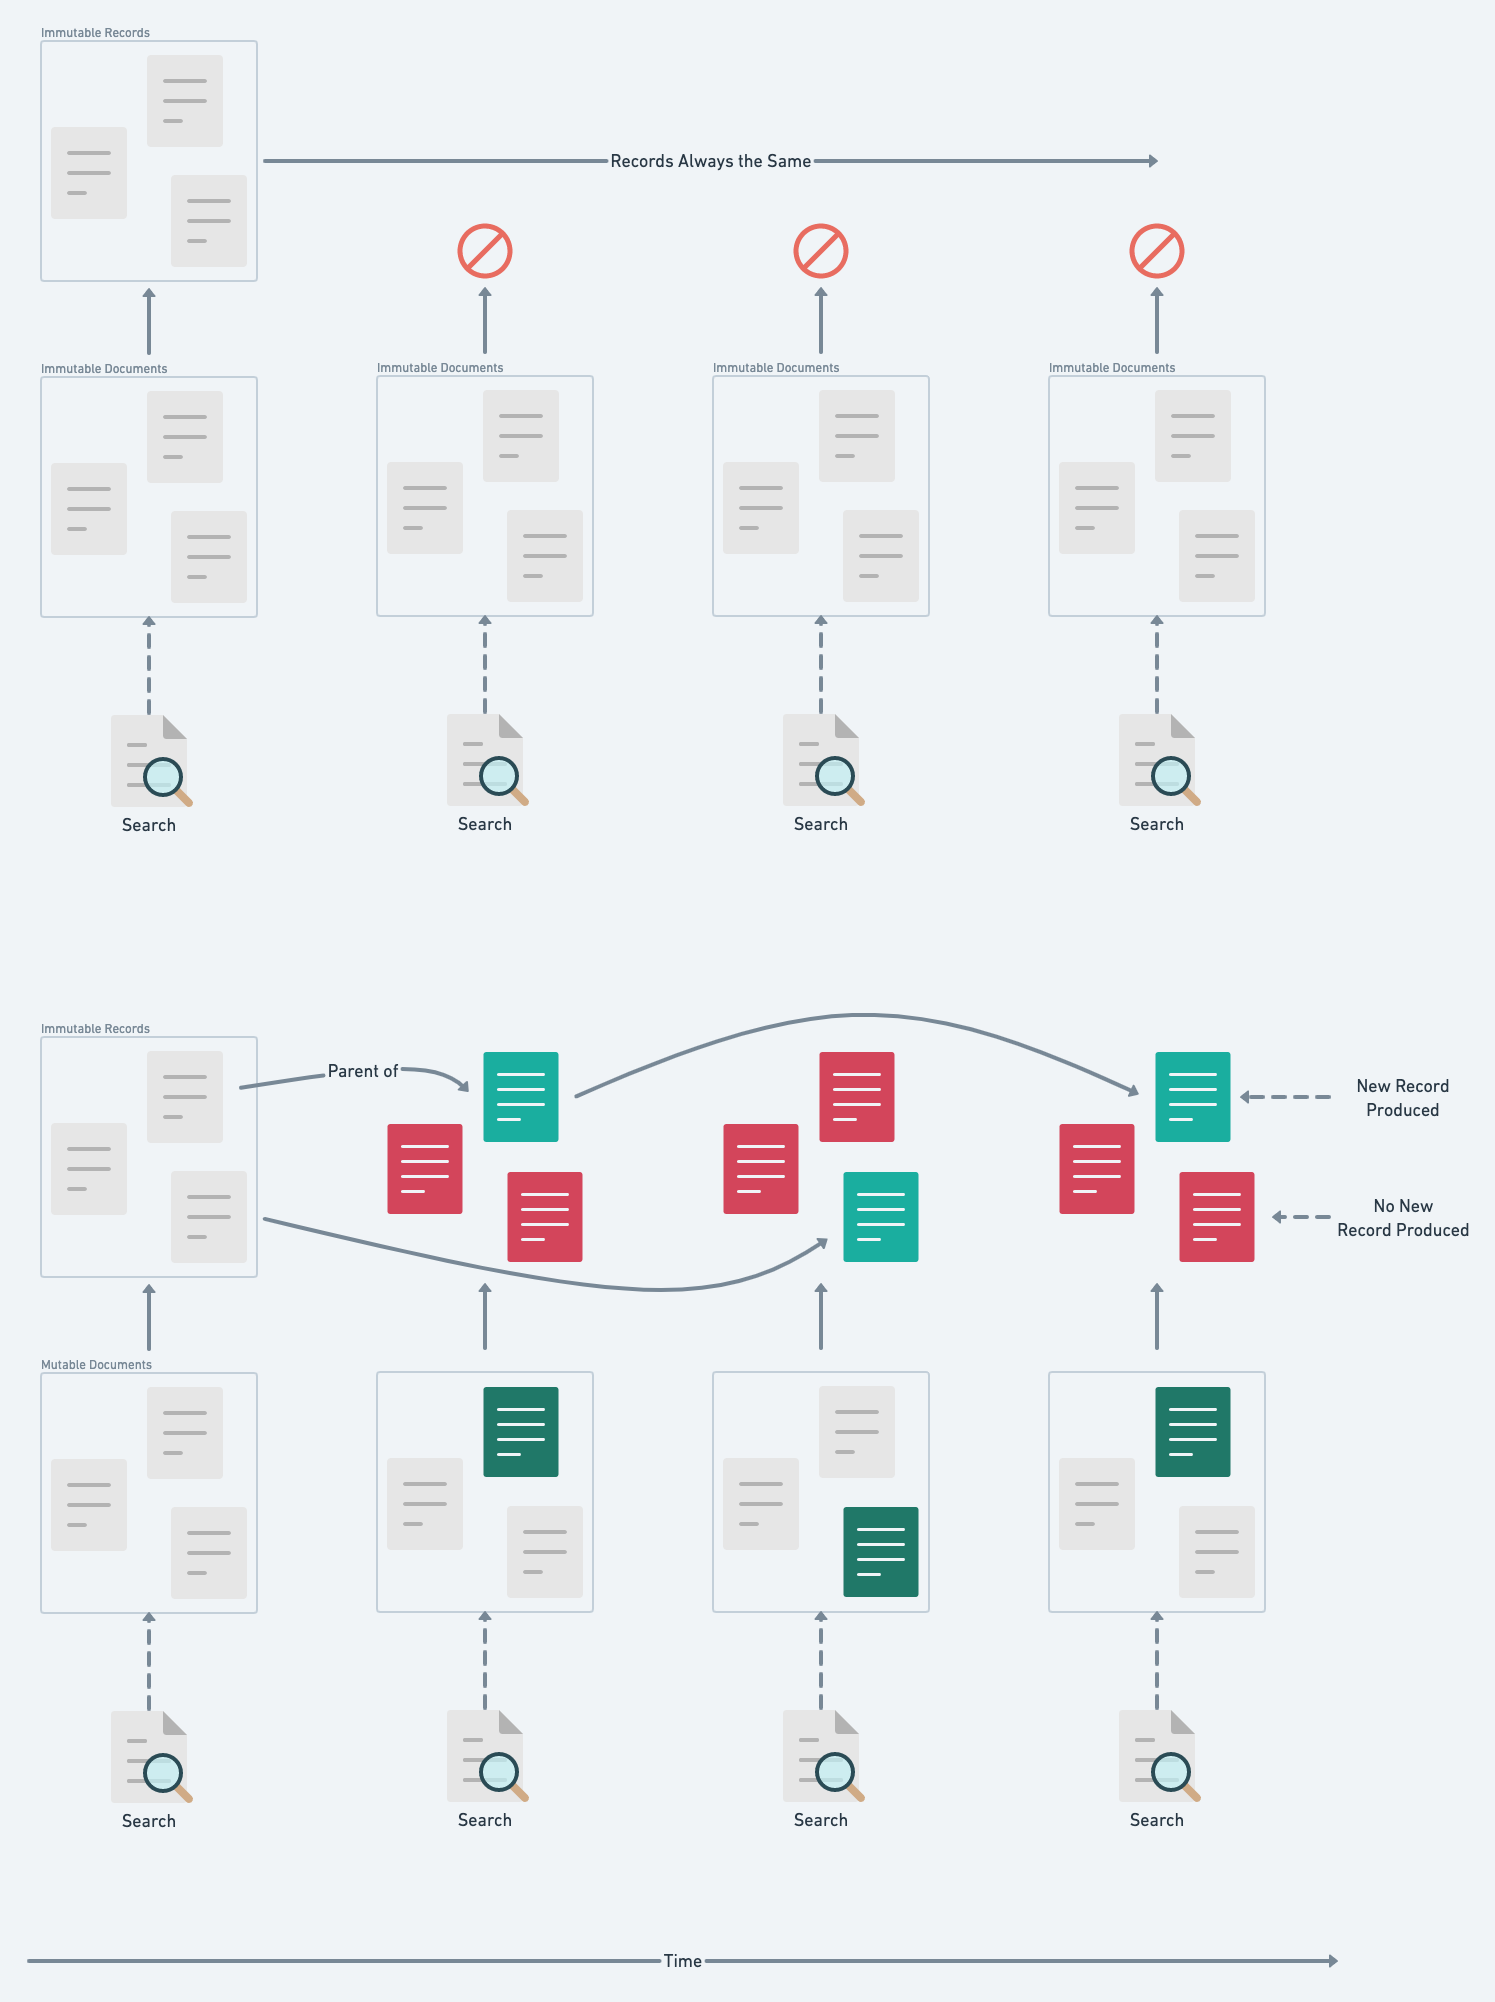 Immutable Records
Records Always the Same
Immutable Documents
Immutable Documents
Immutable Documents
Immutable Documents
Search
Search
Search
Search
Immutable Records
Parent of
New Record
Produced
No New
Record Produced
Mutable Documents
Search
Search
Search
Search
Time